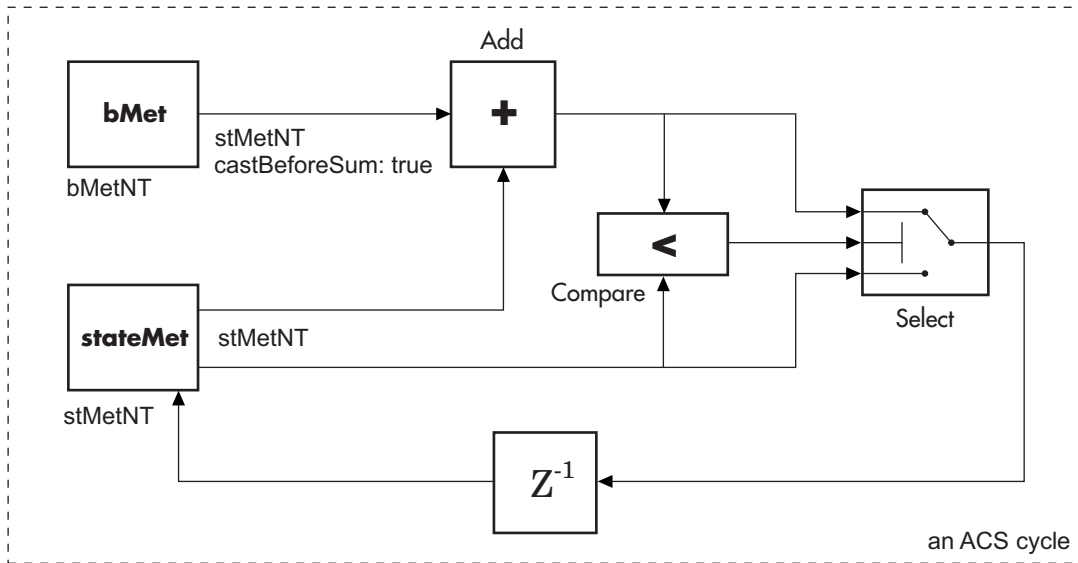 Add
bMet
+
stMetNT
castBeforeSum: true
bMetNT
<
Compare
Select
stateMet
stMetNT
stMetNT
Z-1
an ACS cycle